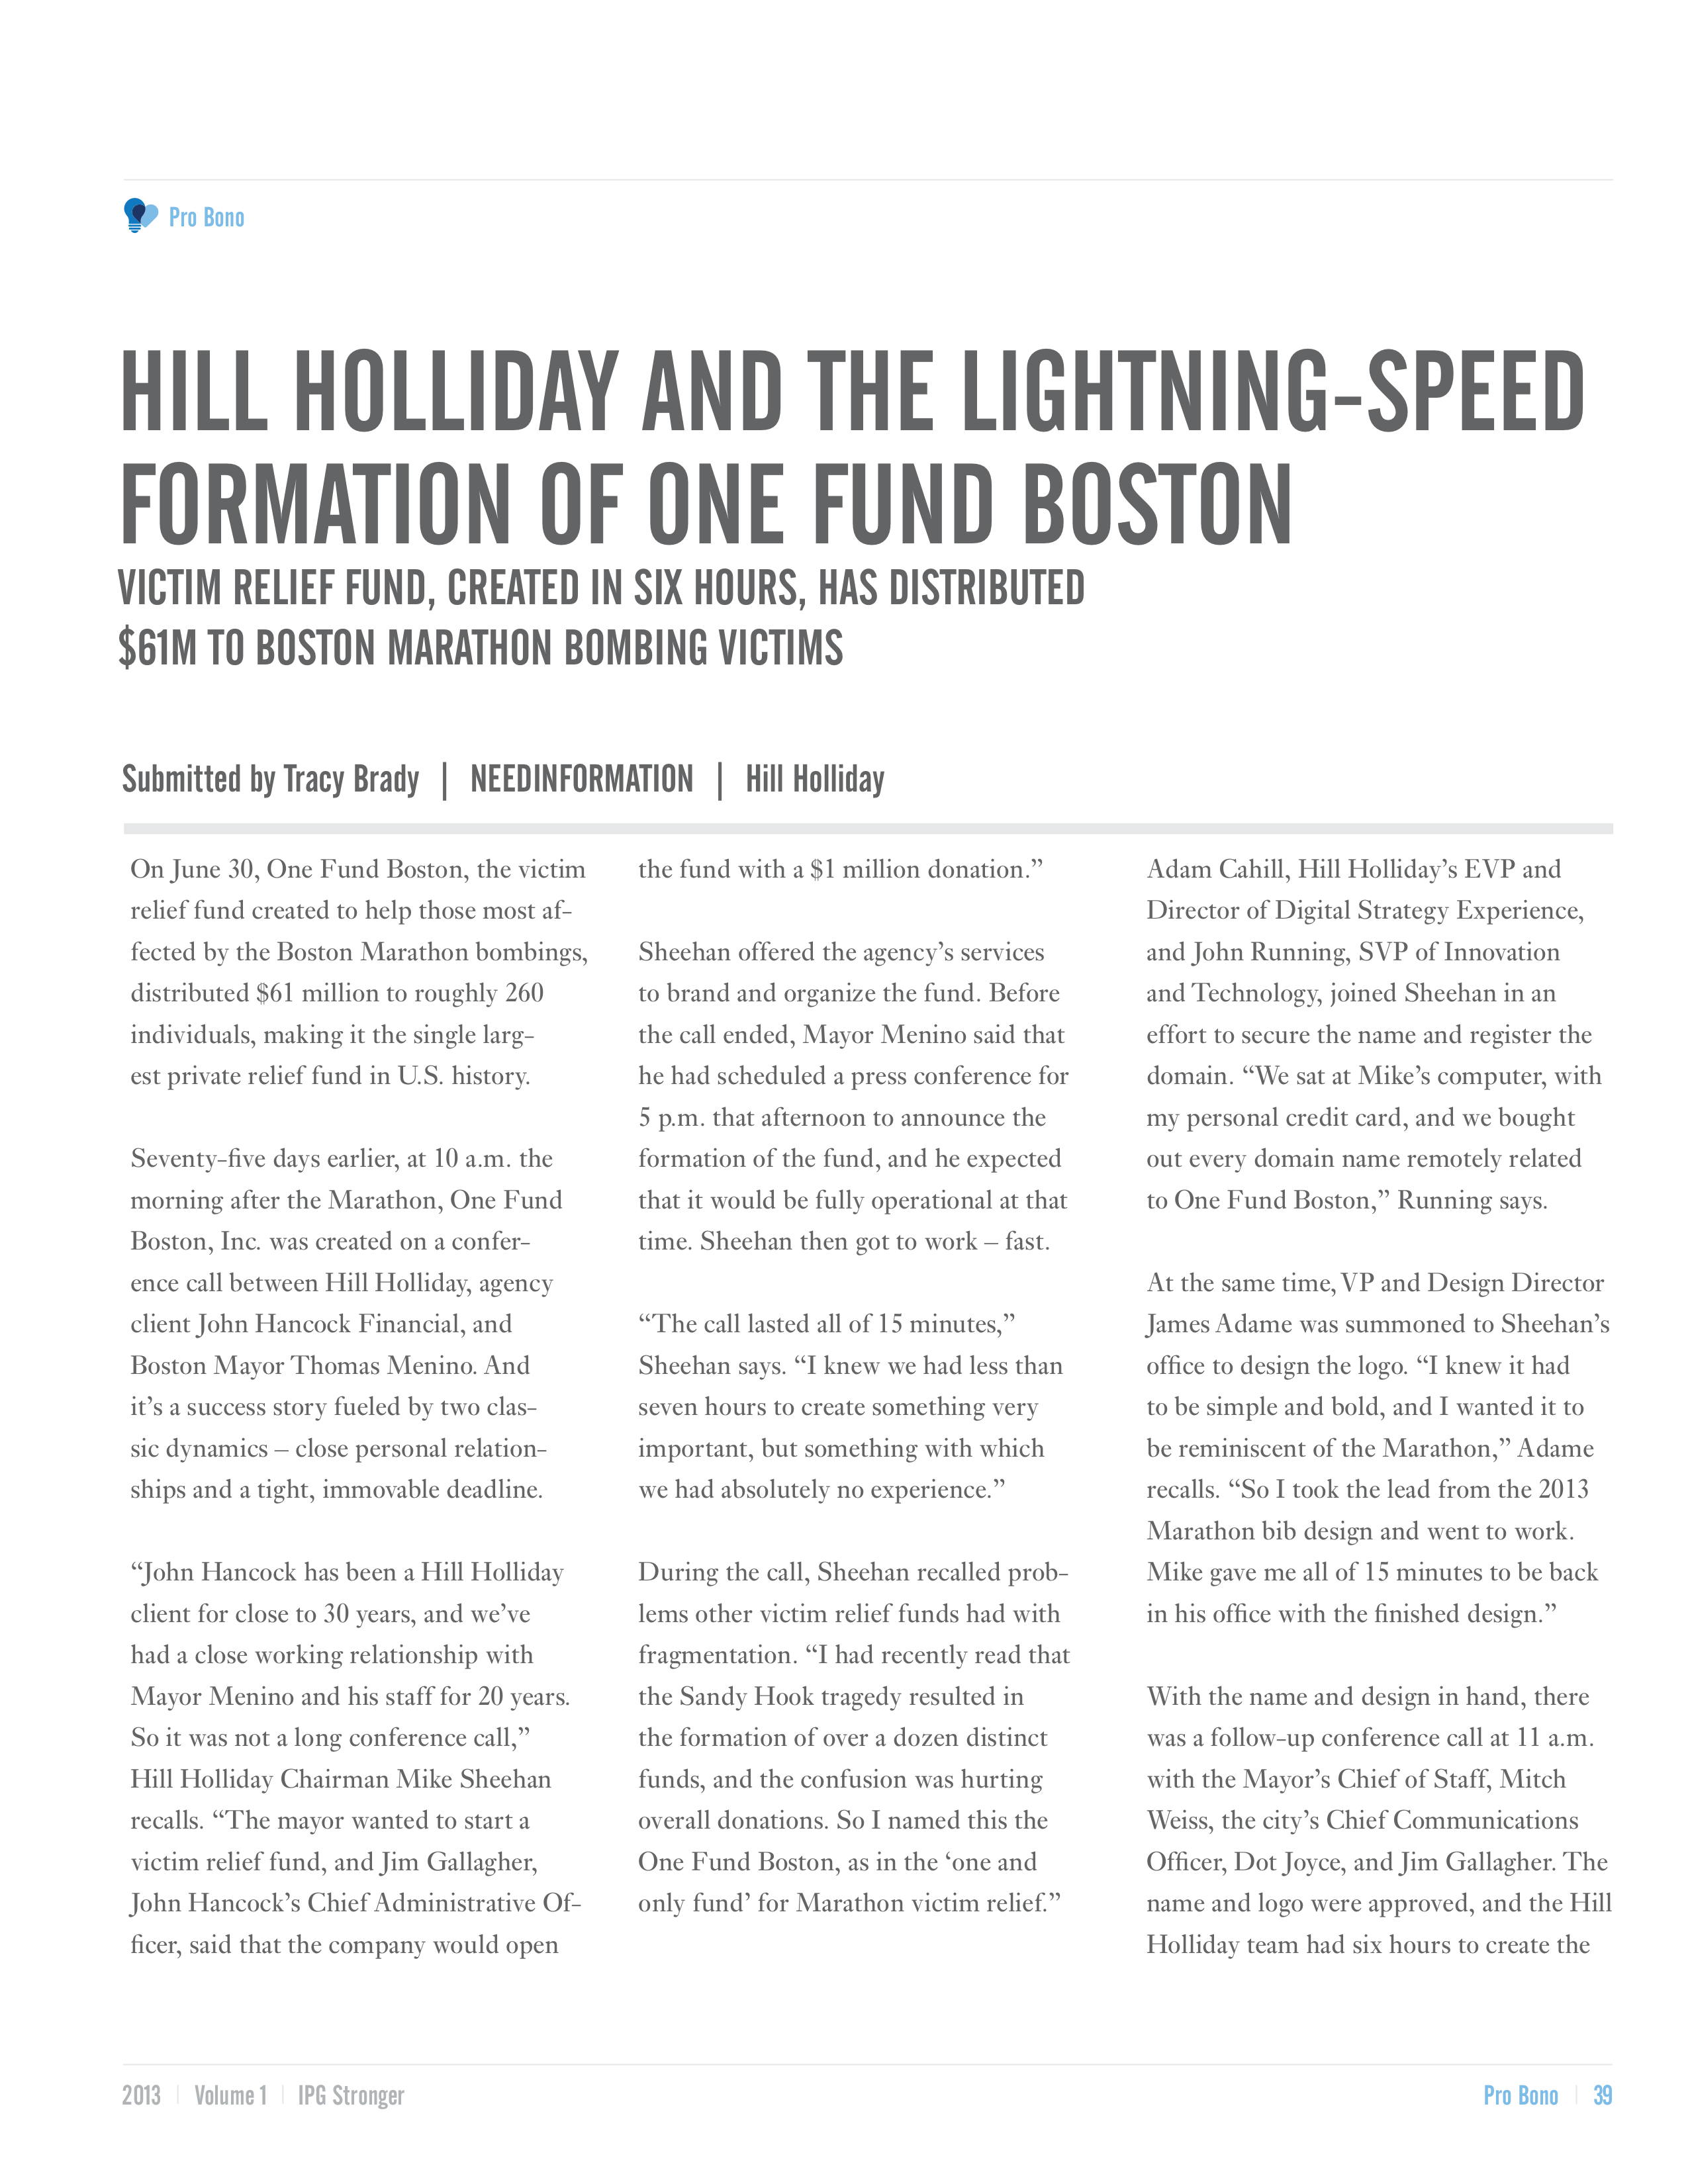 Pro Bono
HILL HOLLIDAY AND THE LIGHTNING-SPEED
FORMATION OF ONE FUND BOSTON
VICTIM RELIEF FUND, CREATED IN SIX HOURS, HAS DISTRIBUTED
$61M TO BOSTON MARATHON BOMBING VICTIMS
Submitted by Tracy Brady | NEEDINFORMATION | Hill Holliday
On June 30, One Fund Boston, the victim
relief fund created to help those most af-
fected by the Boston Marathon bombings,
distributed $61 million to roughly 260
individuals, making it the single larg-
est private relief fund in U.S. history.
Seventy-five days earlier, at 10 a.m. the
morning after the Marathon, One Fund
Boston, Inc. was created on a confer-
ence call between Hill Holliday, agency
client John Hancock Financial, and
Boston Mayor Thomas Menino. And
it’s a success story fueled by two clas-
sic dynamics – close personal relation-
ships and a tight, immovable deadline.
“John Hancock has been a Hill Holliday
client for close to 30 years, and we’ve
had a close working relationship with
Mayor Menino and his staff for 20 years.
So it was not a long conference call,”
Hill Holliday Chairman Mike Sheehan
recalls. “The mayor wanted to start a
victim relief fund, and Jim Gallagher,
John Hancock’s Chief Administrative Of-
ficer, said that the company would open
the fund with a $1 million donation.”
Sheehan offered the agency’s services
to brand and organize the fund. Before
the call ended, Mayor Menino said that
he had scheduled a press conference for
5 p.m. that afternoon to announce the
formation of the fund, and he expected
that it would be fully operational at that
time. Sheehan then got to work – fast.
“The call lasted all of 15 minutes,”
Sheehan says. “I knew we had less than
seven hours to create something very
important, but something with which
we had absolutely no experience.”
During the call, Sheehan recalled prob-
lems other victim relief funds had with
fragmentation. “I had recently read that
the Sandy Hook tragedy resulted in
the formation of over a dozen distinct
funds, and the confusion was hurting
overall donations. So I named this the
One Fund Boston, as in the ‘one and
only fund’ for Marathon victim relief.”
Adam Cahill, Hill Holliday’s EVP and
Director of Digital Strategy Experience,
and John Running, SVP of Innovation
and Technology, joined Sheehan in an
effort to secure the name and register the
domain. “We sat at Mike’s computer, with
my personal credit card, and we bought
out every domain name remotely related
to One Fund Boston,” Running says.
At the same time, VP and Design Director
James Adame was summoned to Sheehan’s
office to design the logo. “I knew it had
to be simple and bold, and I wanted it to
be reminiscent of the Marathon,” Adame
recalls. “So I took the lead from the 2013
Marathon bib design and went to work.
Mike gave me all of 15 minutes to be back
in his office with the finished design.”
With the name and design in hand, there
was a follow-up conference call at 11 a.m.
with the Mayor’s Chief of Staff, Mitch
Weiss, the city’s Chief Communications
Officer, Dot Joyce, and Jim Gallagher. The
name and logo were approved, and the Hill
Holliday team had six hours to create the
2013 | Volume 1 | IPG Stronger
Pro Bono | 39